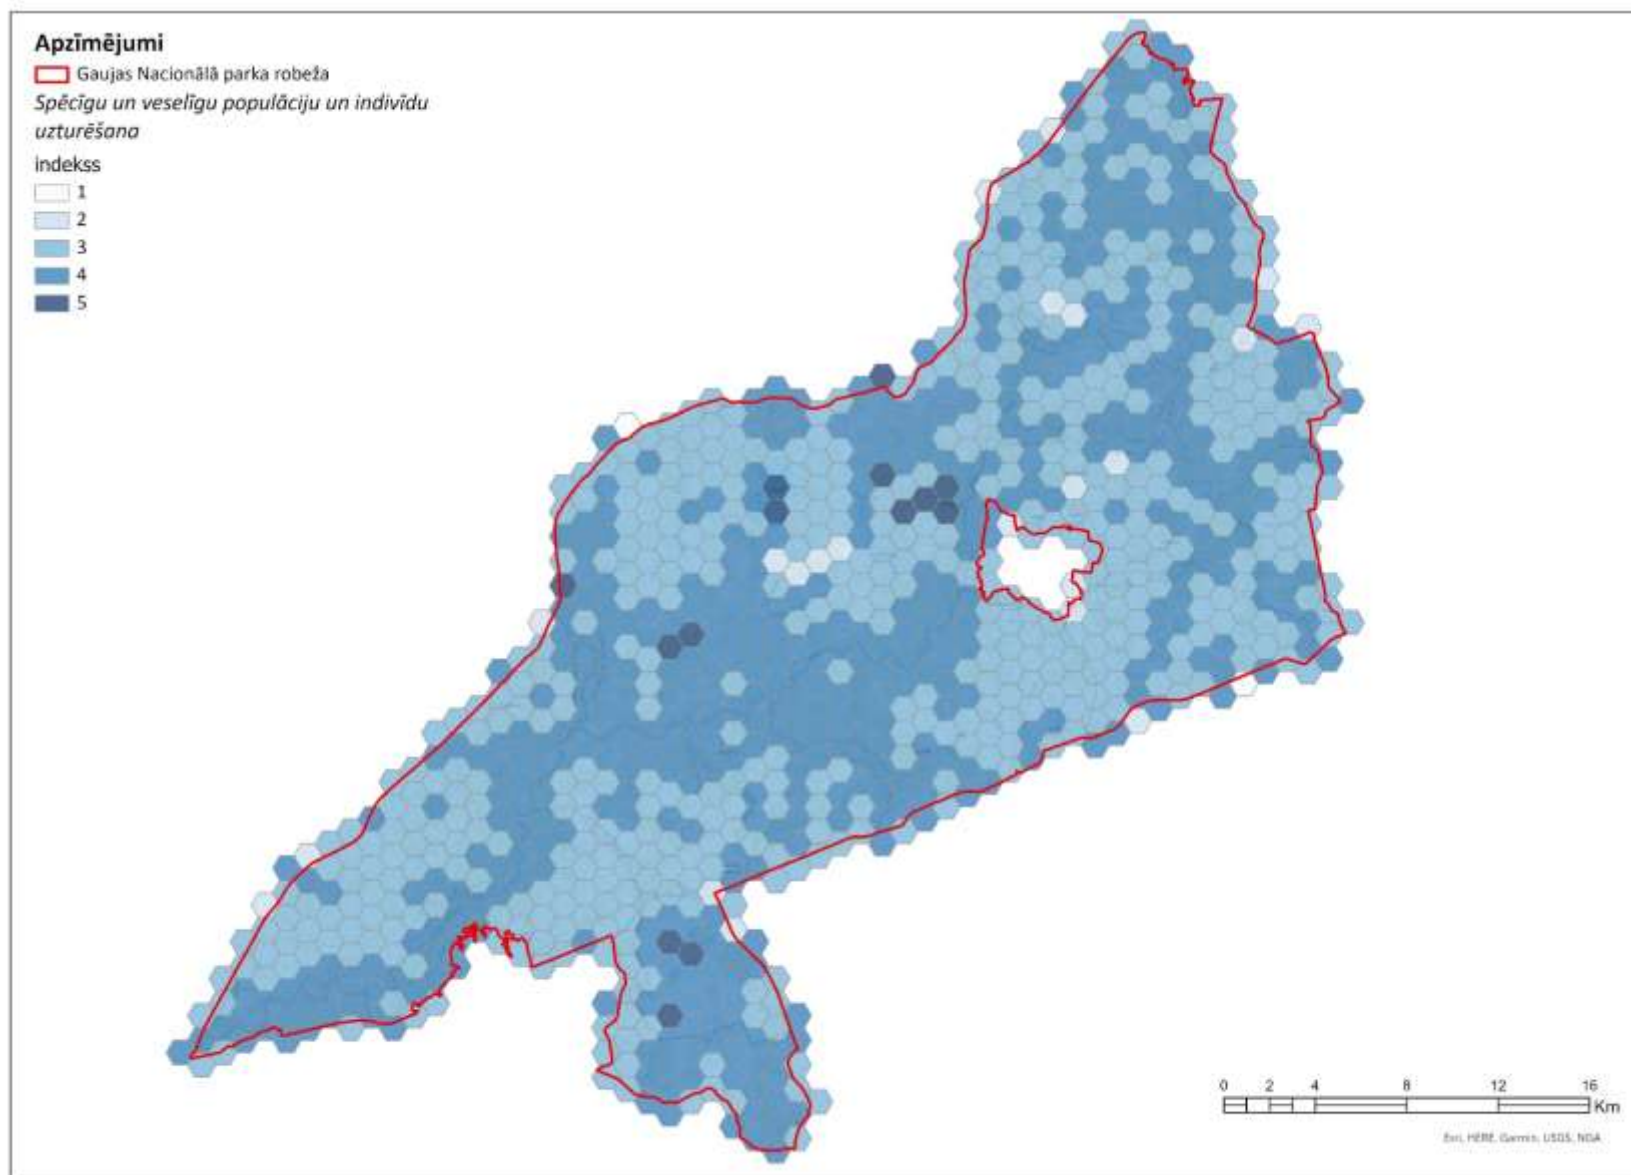 Apzīmējumi
Gaujas Nacionālā parka robeža
Spēcīgu un veselīgu populāciju un indivīdu
uzturēšana
indekss
1
2
3
4
5
0 2 4 8 12 16
Km
Esri, HERE, Garmin, USGS, NGA